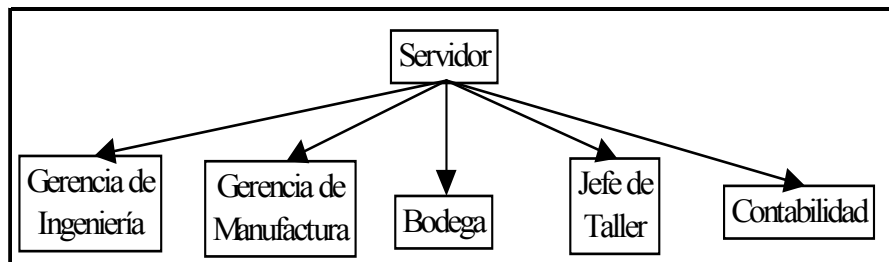 Servidor
Gerencia de
Ingeniería
Gerencia de
Manufactura
Bodega
Jefe de
Taller
Contabilidad